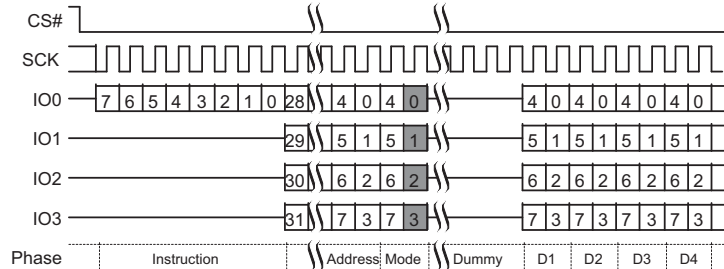 CS#
SCK
IO0 7 6 5 4 3 2 1 0 28 4 0 4 0 4 0 4 0 4 0 4 0
IO1 29 5 1 5 1 5 1 5 1 5 1 5 1
IO2 30 6 2 6 2 6 2 6 2 6 2 6 2
IO3 31 7 3 7 3 7 3 7 3 7 3 7 3
Phase Instruction Address Mode Dummy D1 D2 D3 D4